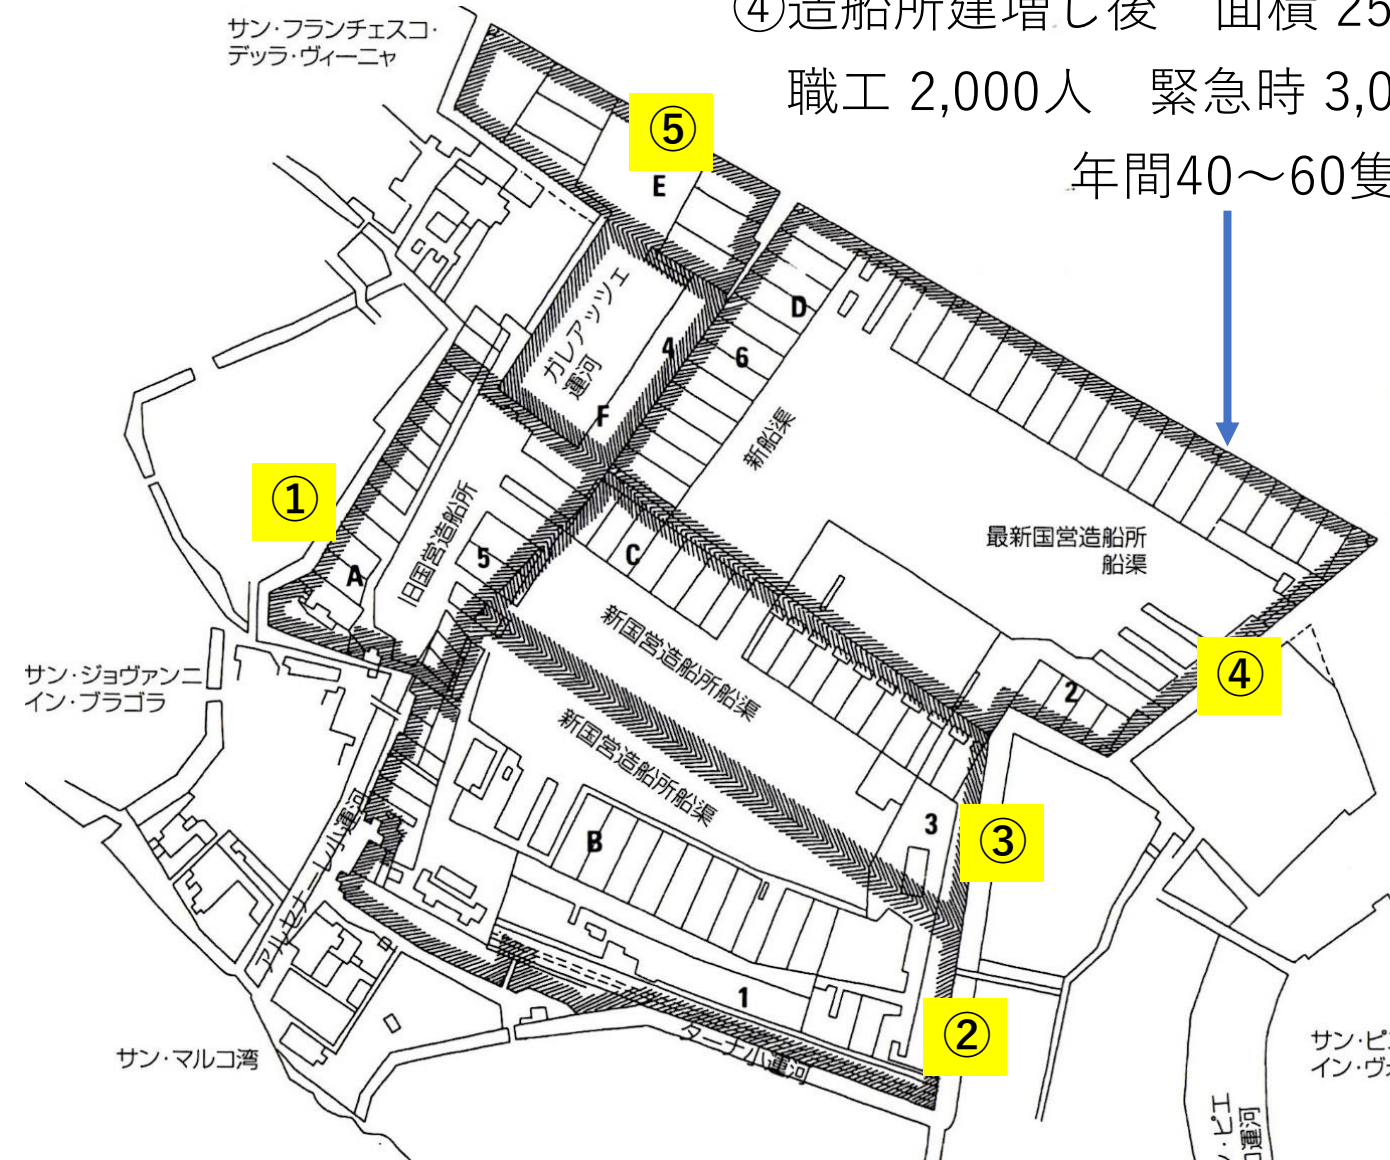 ④造船所建増し後　面積 25
職工 2,000人　緊急時 3,0
年間40～60隻
サン・フランチェスコ・
デッラ・ヴィーニャ
⑤
E
D
ガレアッツェ
運河
4
6
F
新船渠
①
旧国営造船所
5
A
C
最新国営造船所
船渠
新国営造船所船渠
新国営造船所船渠
サン・ジョヴァンニ
イン・ブラゴラ
④
2
③
3
B
アルセナーレ小運河
1
②
ターナ小運河
サン・マルコ湾
サン・ピエ
イン・ヴ
ン・ピエ
小運河